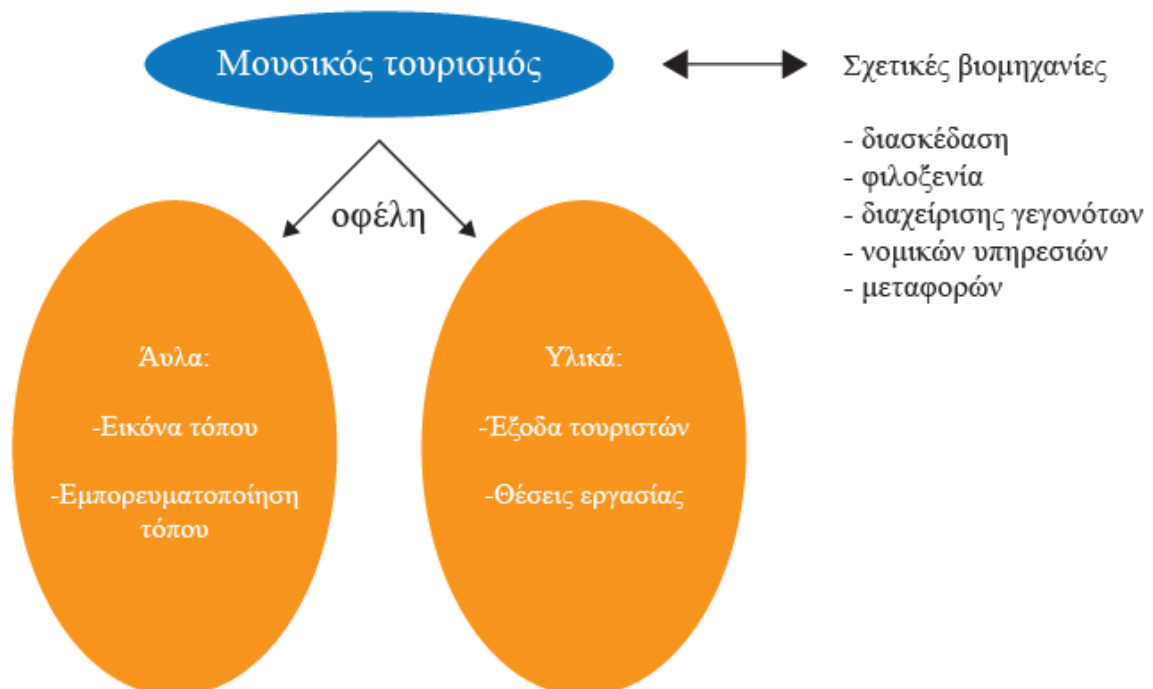 Μουσικός τουρισμός
Σχετικές βιομηχανίες
- διασκέδαση
- φιλοξενία
- διαχείρισης γεγονότων
- νομικών υπηρεσιών
- μεταφορών
οφέλη
Άυλα:
-Εικόνα τόπου
-Εμπορευματοποίηση
τόπου
Υλικά:
-Έξοδα τουριστών
-Θέσεις εργασίας